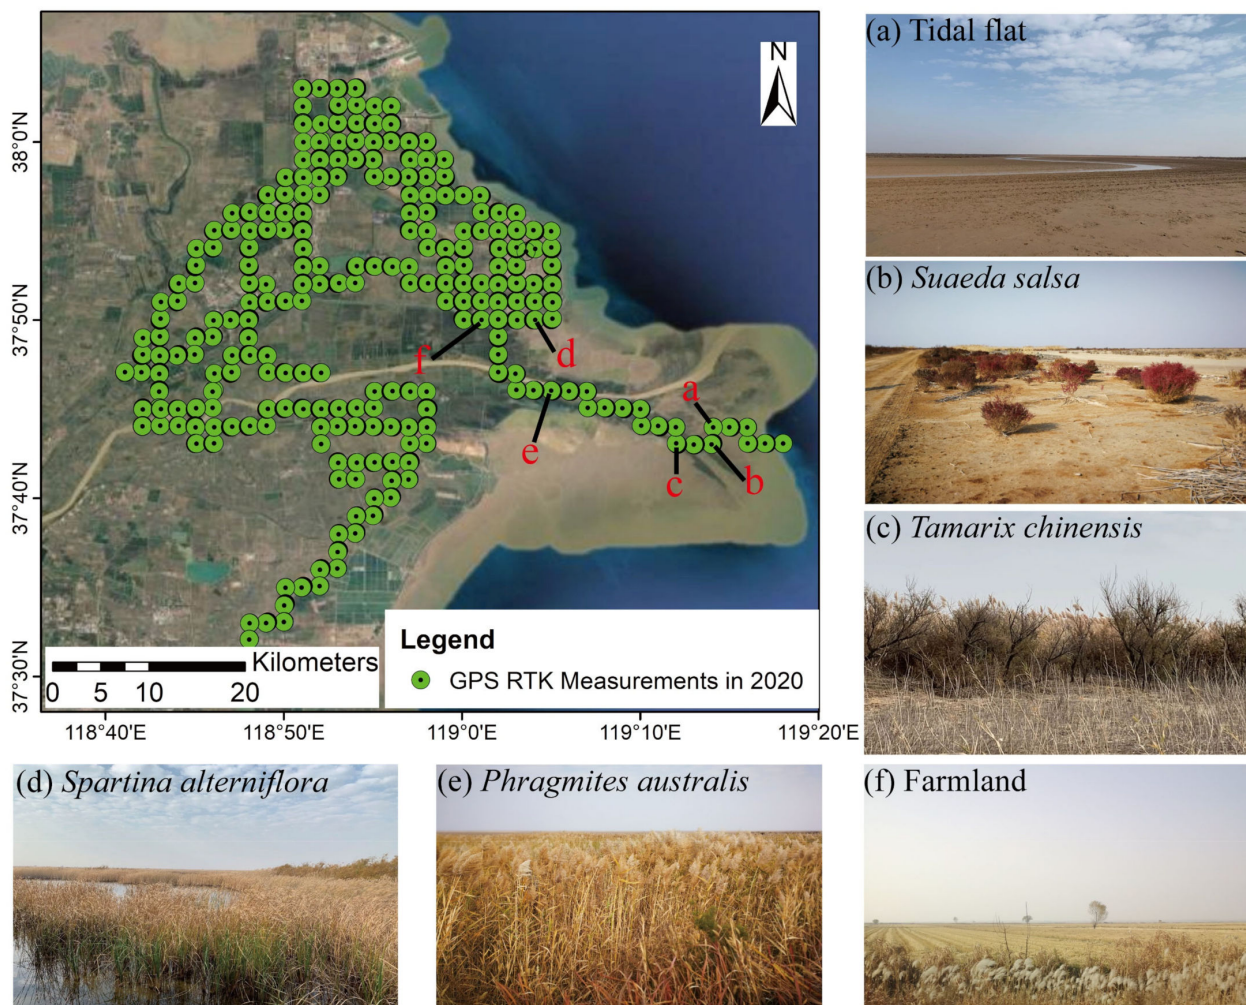 (a) Tidal flat
N
38°0'N
(b) Suaeda salsa
37°50'N
f
d
a
e
c
b
37°40'N
(c) Tamarix chinensis
Legend
Kilometers
GPS RTK Measurements in 2020
0 5 10 20
37°30'N
118°40'E 118°50'E 119°0'E 119°10'E 119°20'E
(d) Spartina alterniflora
(e) Phragmites australis
(f) Farmland